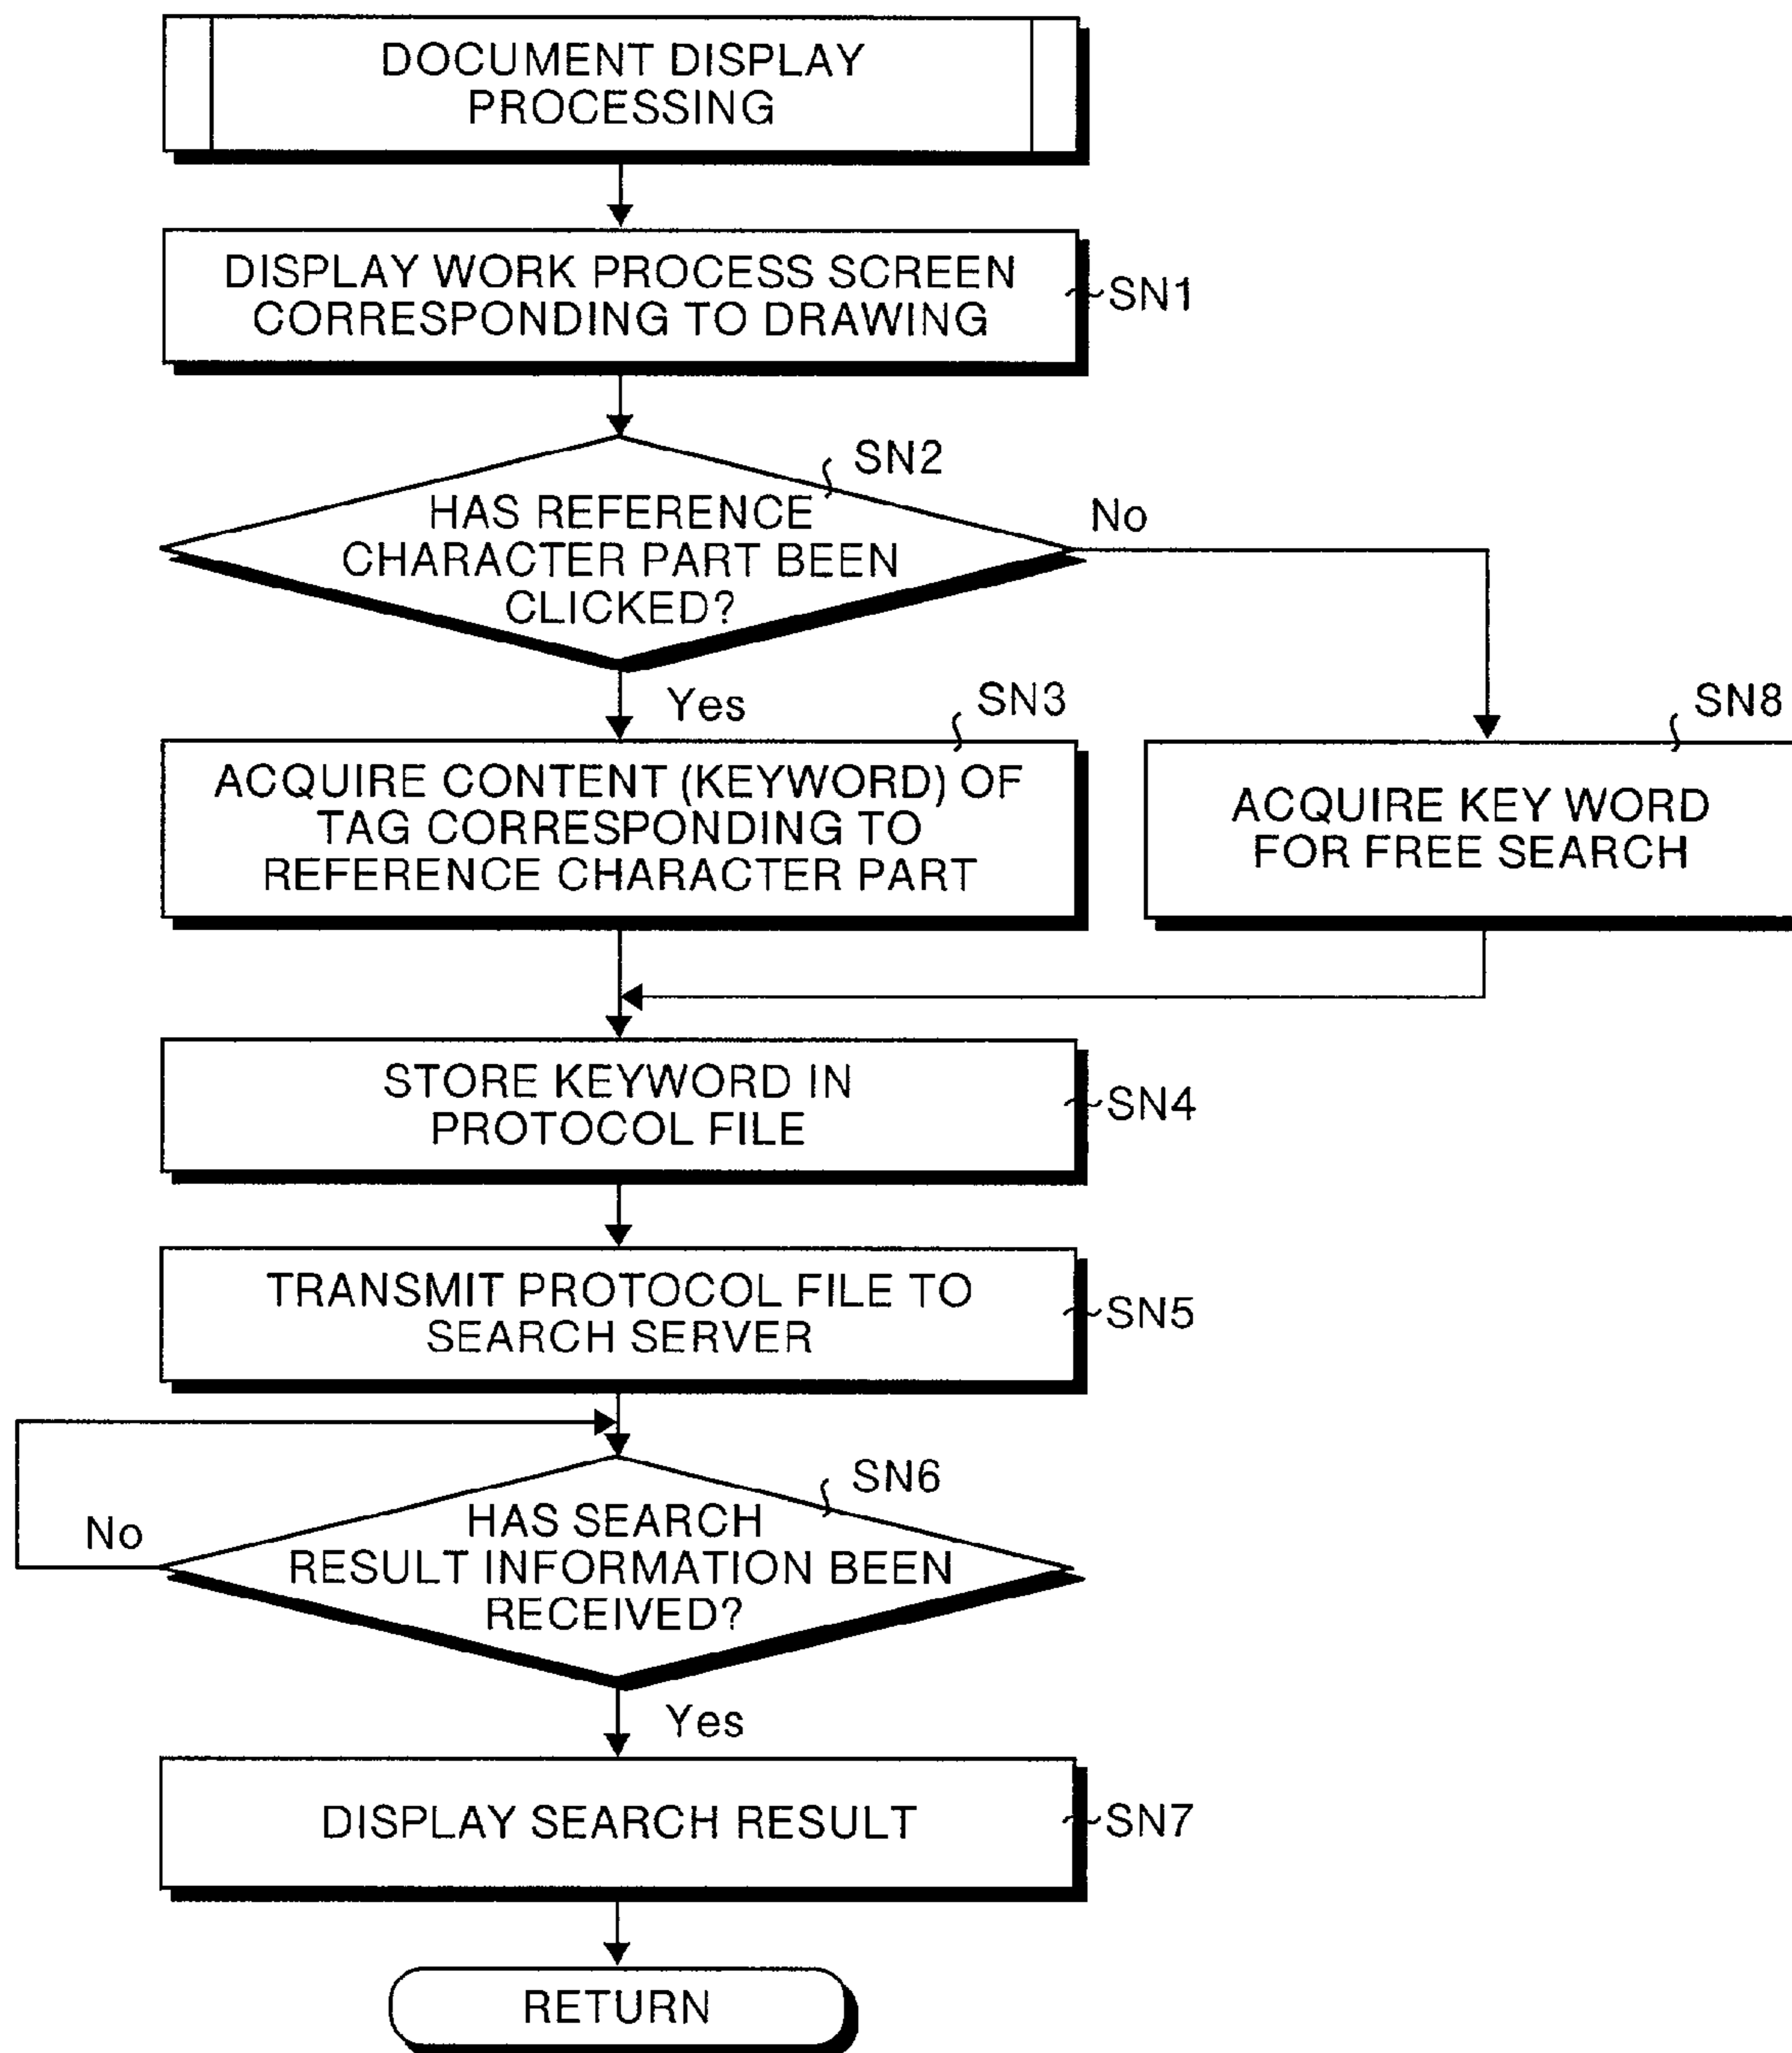 DOCUMENT DISPLAY
PROCESSING
DISPLAY WORK PROCESS SCREEN
CORRESPONDING TO DRAWING
SN1
SN2
HAS REFERENCE
CHARACTER PART BEEN
CLICKED?
No
Yes
SN3
ACQUIRE CONTENT (KEYWORD) OF
TAG CORRESPONDING TO
REFERENCE CHARACTER PART
SN8
ACQUIRE KEY WORD
FOR FREE SEARCH
STORE KEYWORD IN
PROTOCOL FILE
SN4
TRANSMIT PROTOCOL FILE TO
SEARCH SERVER
SN5
SN6
HAS SEARCH
RESULT INFORMATION BEEN
RECEIVED?
No
Yes
DISPLAY SEARCH RESULT
SN7
RETURN